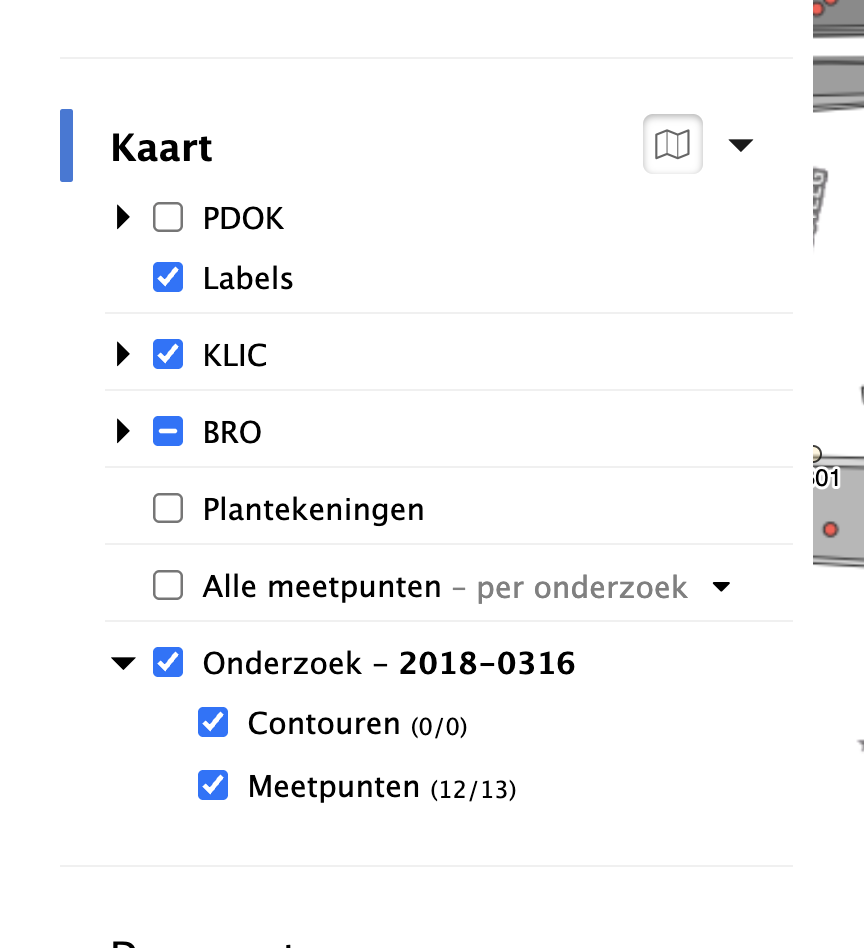 Kaart
PDOK
Labels
KLIC
BRO
Plantekeningen
Alle meetpunten – per onderzoek
Onderzoek – 2018-0316
Contouren (0/0)
Meetpunten (12/13)
01